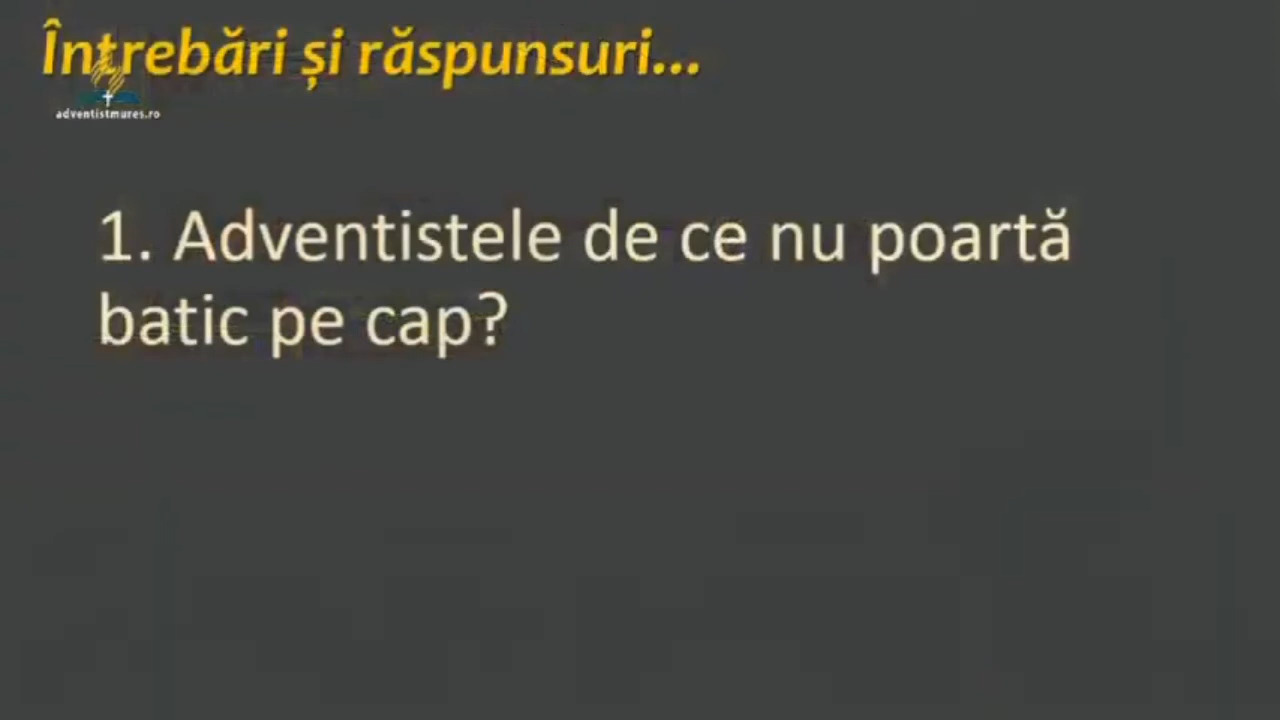 Întrebări și răspunsuri...
adventistmures.ro
1. Adventistele de ce nu poartă
batic pe cap?